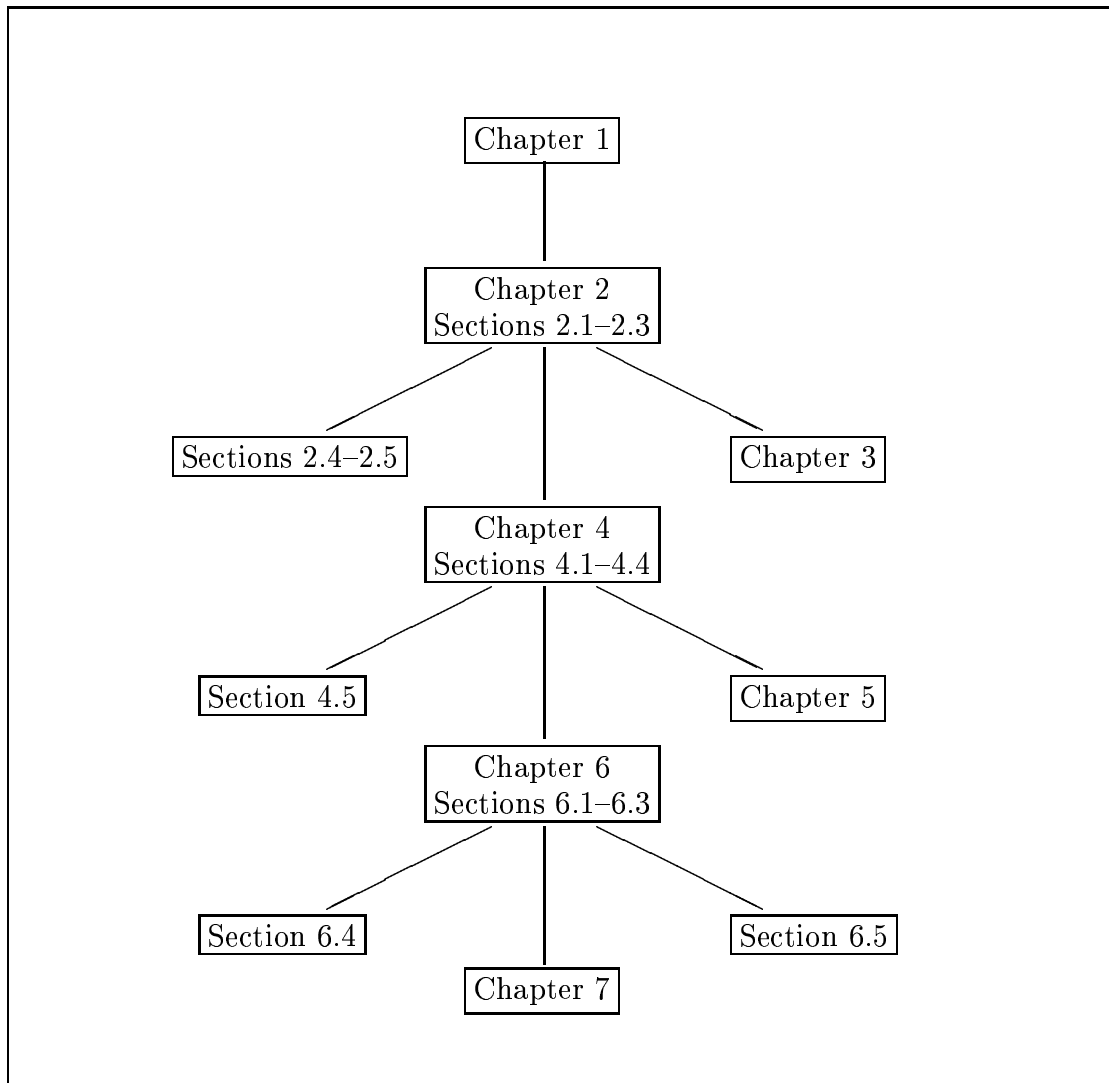 Chapter 1
Chapter 2
Sections 2.1–2.3
Sections 2.4–2.5
Chapter 3
Chapter 4
Sections 4.1–4.4
Section 4.5
Chapter 5
Chapter 6
Sections 6.1–6.3
Section 6.4
Section 6.5
Chapter 7